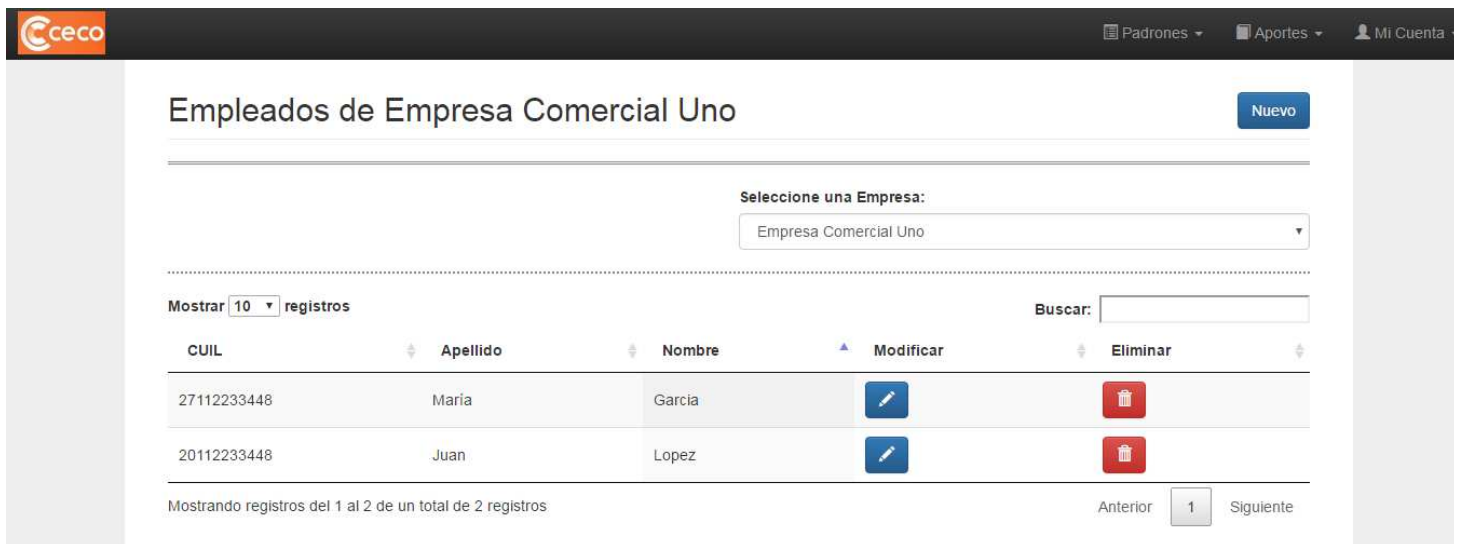 ceco Padrones Aportes Mi Cuenta
Empleados de Empresa Comercial Uno Nuevo
Seleccione una Empresa:
Empresa Comercial Uno
Mostrar 10 registros Buscar:
CUIL Apellido Nombre Modificar Eliminar
27112233448 María Garcia
20112233448 Juan Lopez
Mostrando registros del 1 al 2 de un total de 2 registros Anterior 1 Siguiente